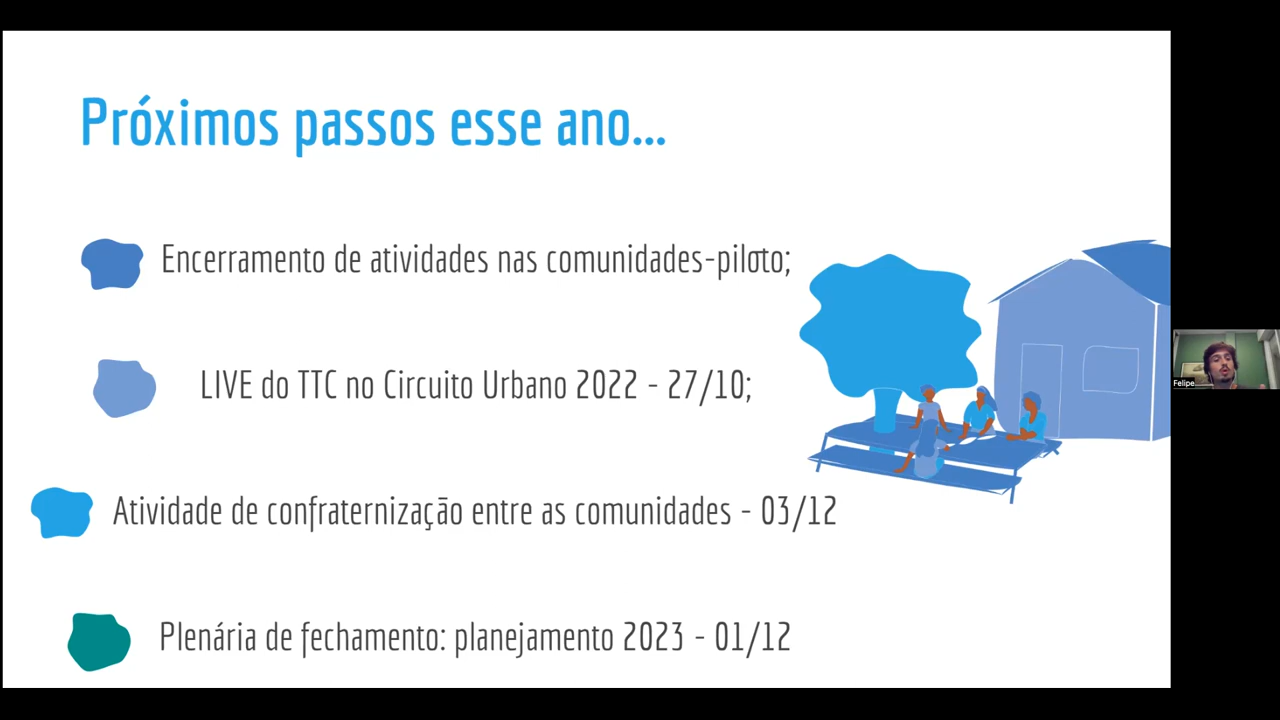 Próximos passos esse ano...
Encerramento de atividades nas comunidades-piloto;
LIVE do TTC no Circuito Urbano 2022 - 27/10;
Atividade de confraternização entre as comunidades - 03/12
Plenária de fechamento: planejamento 2023 - 01/12
Felipe